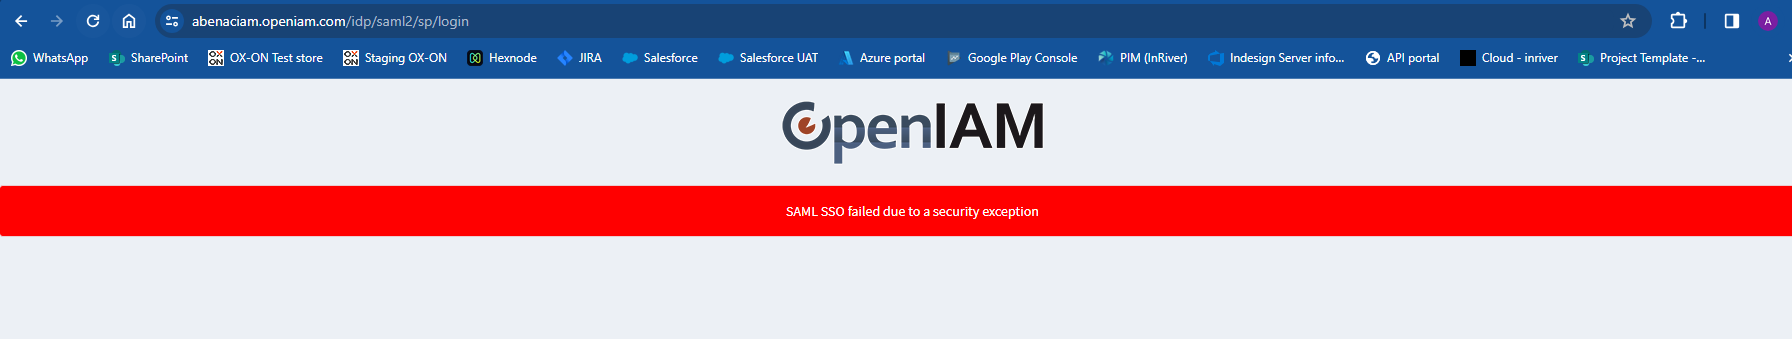 abenaciam.openiam.com/idp/saml2/sp/login
A
WhatsApp SharePoint OX-ON Test store Staging OX-ON Hexnode JIRA Salesforce Salesforce UAT Azure portal Google Play Console PIM (InRiver) Indesign Server info... API portal Cloud - inriver Project Template -...
OpenIAM
SAML SSO failed due to a security exception